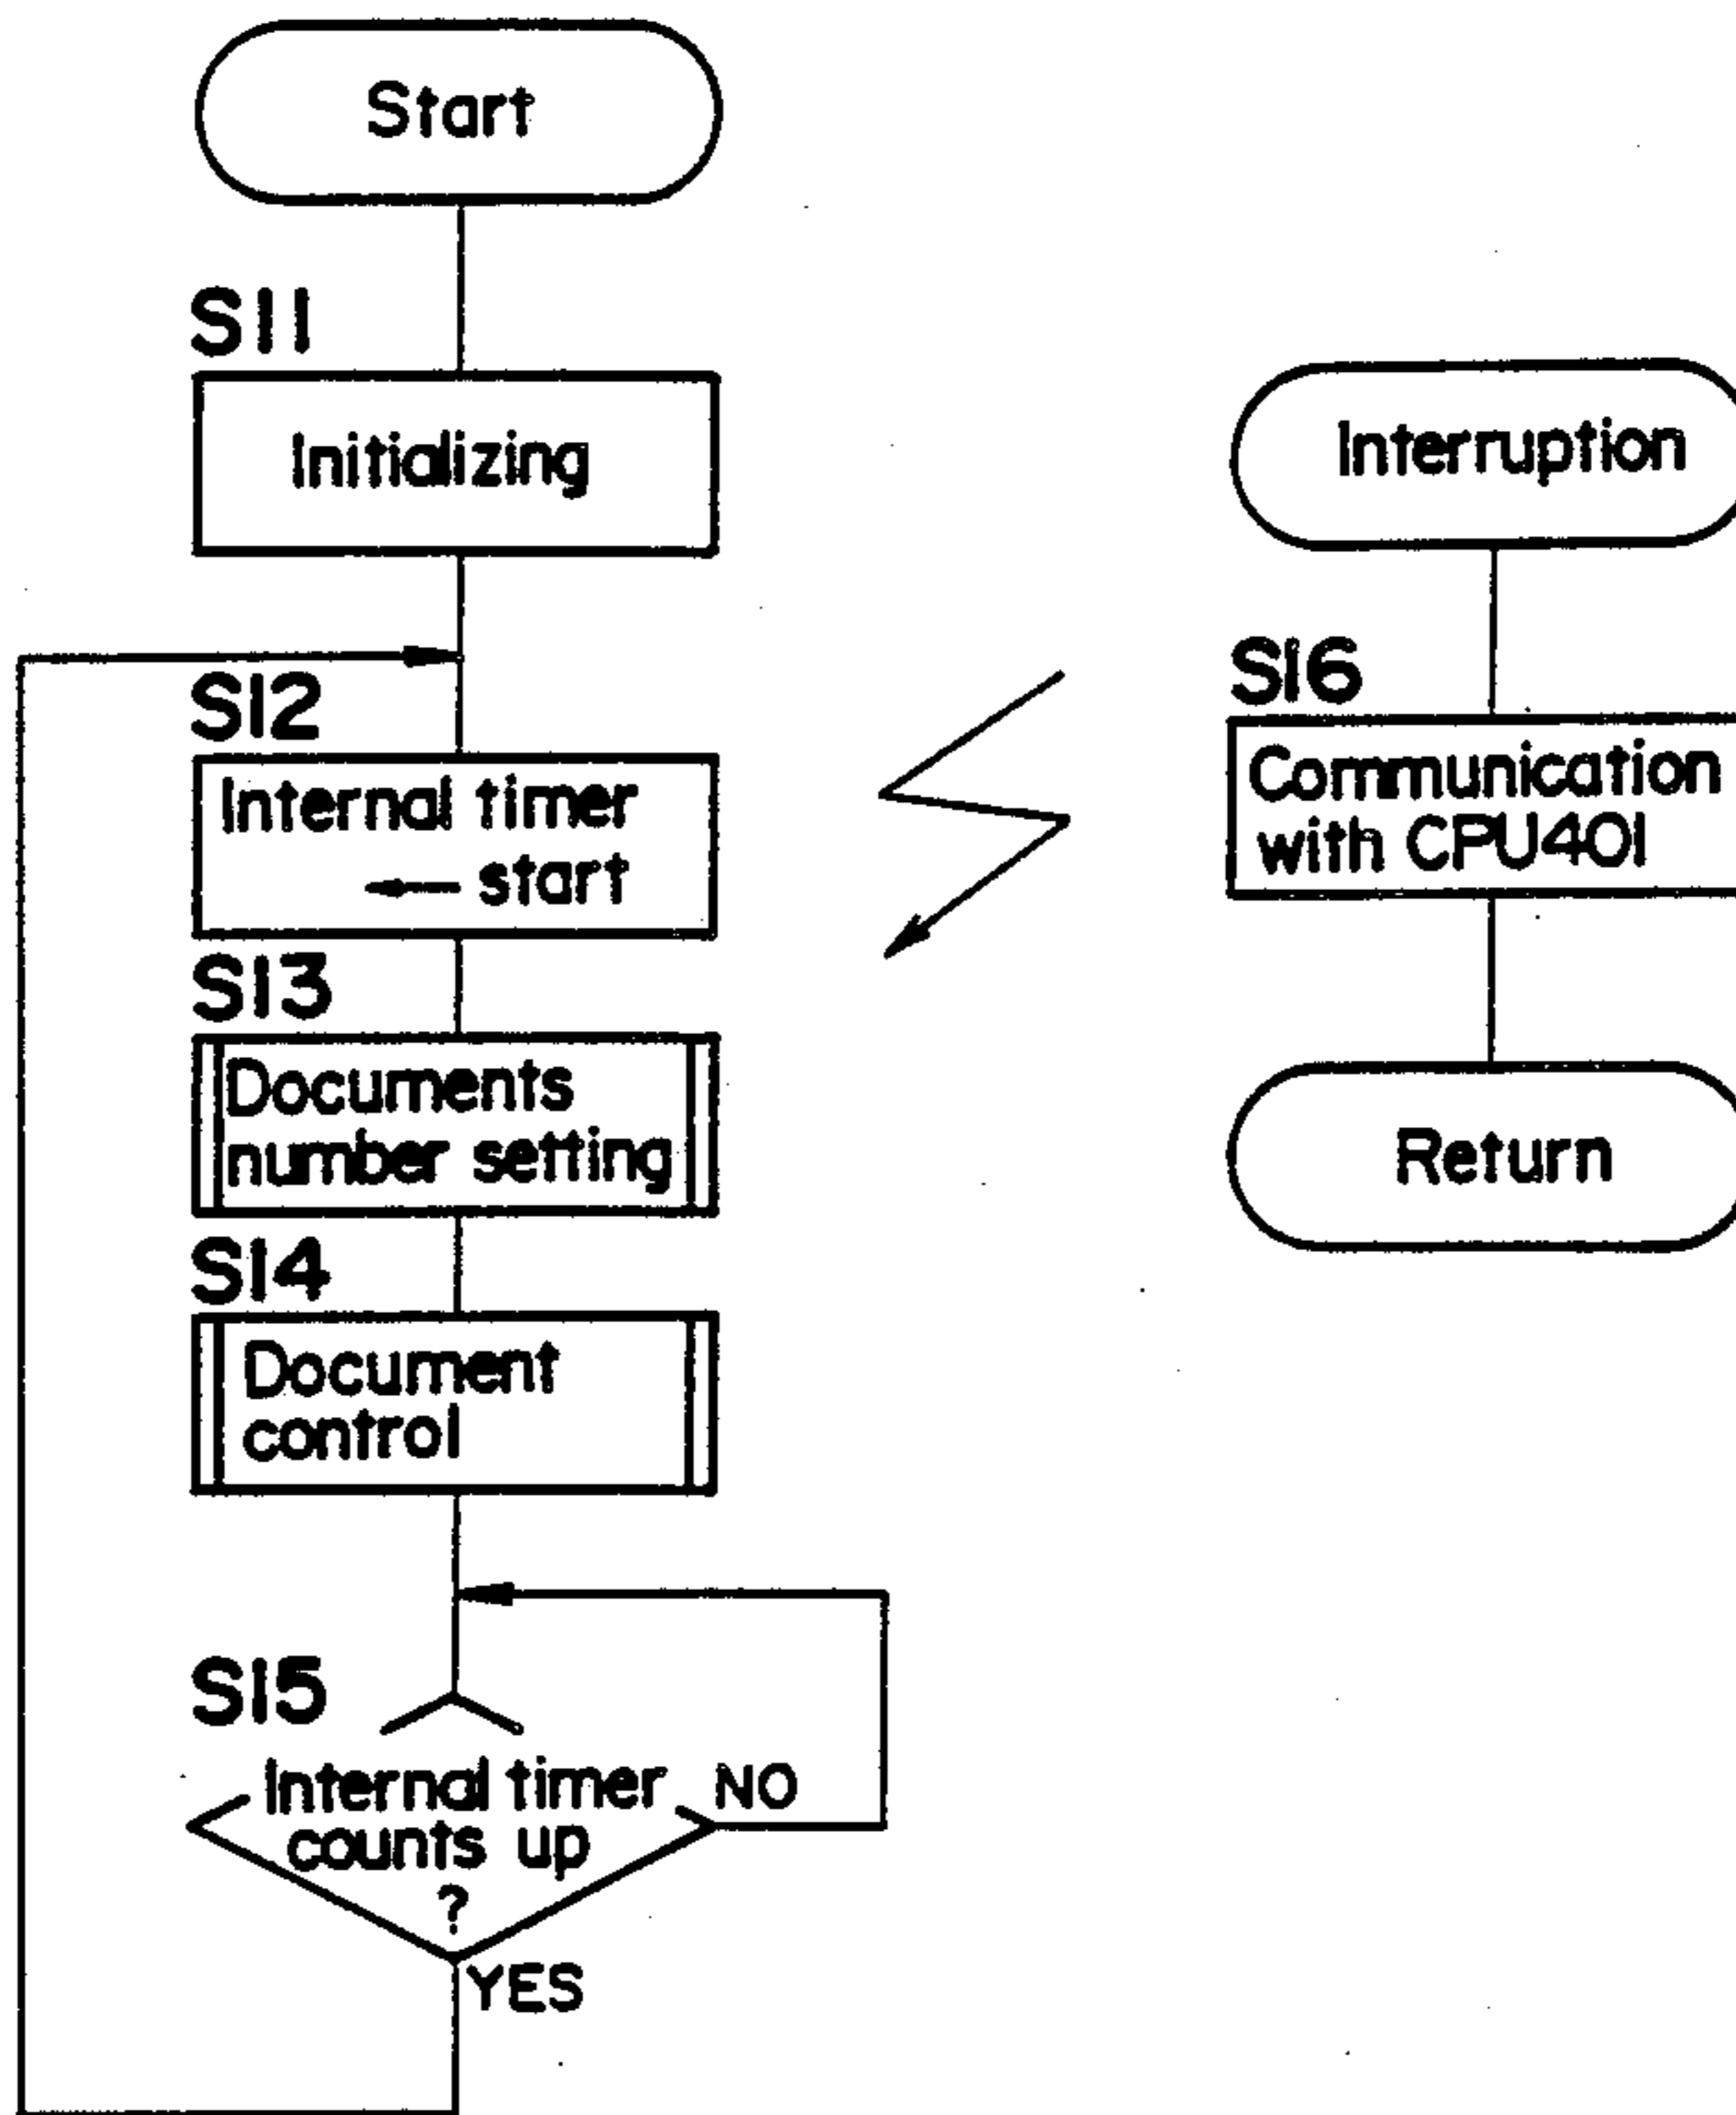 Start
S11
Initializing
S12
Internal timer
start
S13
Documents
number setting
S14
Document
control
S15
Internal timer
counts up
?
NO
YES
Interruption
S16
Communication
with CPU401
Return